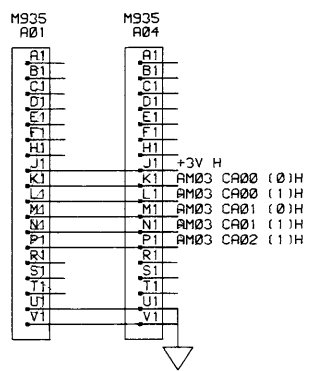 M935 M935
A01 A04
A1 A1
B1 B1
C1 C1
D1 D1
E1 E1
F1 F1
H1 H1
J1 J1 +3V H
K1 K1 AM03 CA00 (0)H
L1 L1 AM03 CA00 (1)H
M1 M1 AM03 CA01 (0)H
N1 N1 AM03 CA01 (1)H
P1 P1 AM03 CA02 (1)H
R1 R1
S1 S1
T1 T1
U1 U1
V1 V1